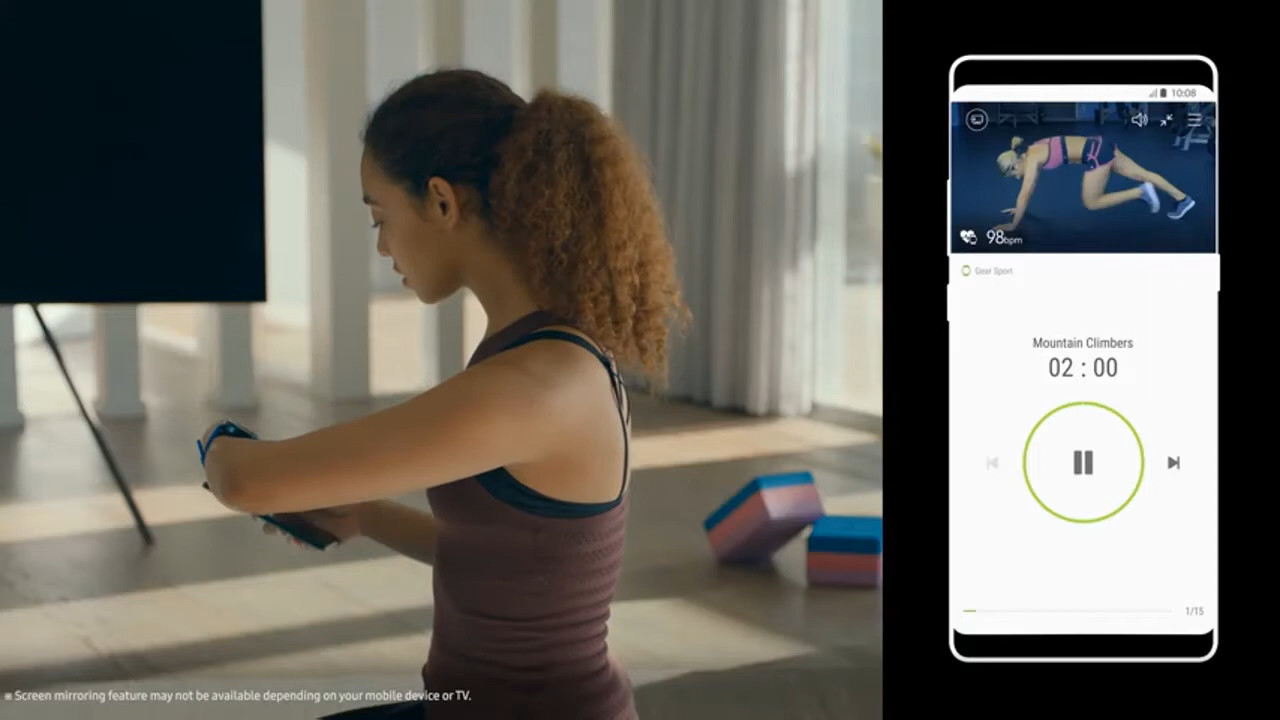 10:08
98bpm
Gear Sport
Mountain Climbers
02 : 00
1/15
※ Screen mirroring feature may not be available depending on your mobile device or TV.